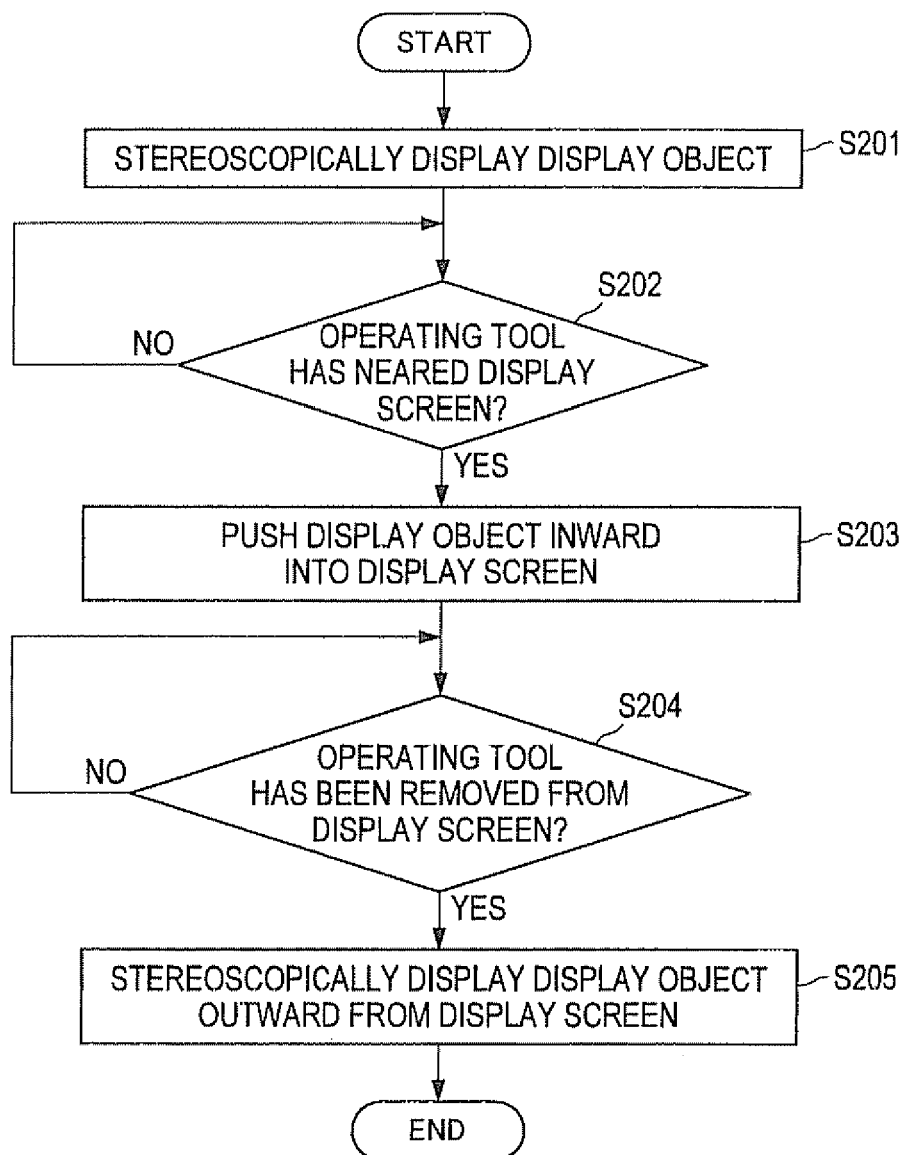 START
STEREOSCOPICALLY DISPLAY DISPLAY OBJECT
S201
S202
OPERATING TOOL
HAS NEARED DISPLAY
SCREEN?
NO
YES
PUSH DISPLAY OBJECT INWARD
INTO DISPLAY SCREEN
S203
S204
OPERATING TOOL
HAS BEEN REMOVED FROM
DISPLAY SCREEN?
NO
YES
STEREOSCOPICALLY DISPLAY DISPLAY OBJECT
OUTWARD FROM DISPLAY SCREEN
S205
END